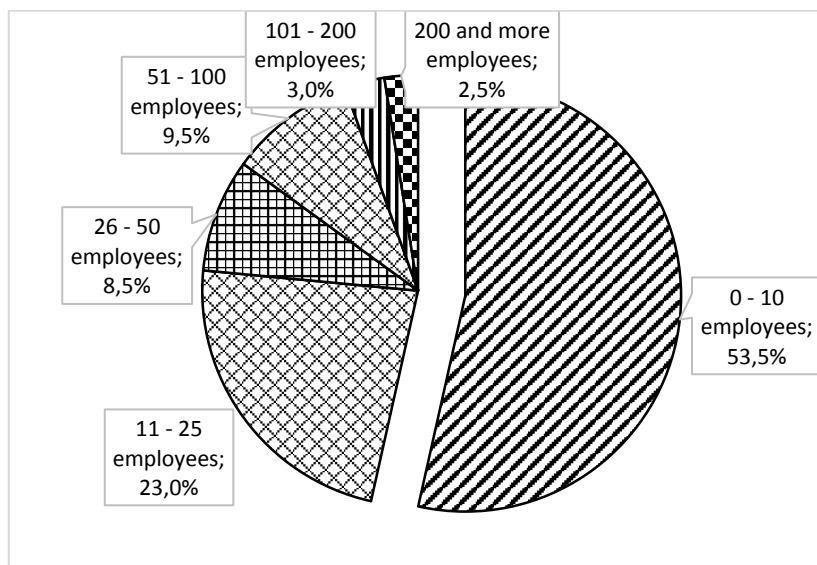 101 - 200
employees;
3,0%
200 and more
employees;
2,5%
51 - 100
employees;
9,5%
26 - 50
employees;
8,5%
0 - 10
employees;
53,5%
11 - 25
employees;
23,0%